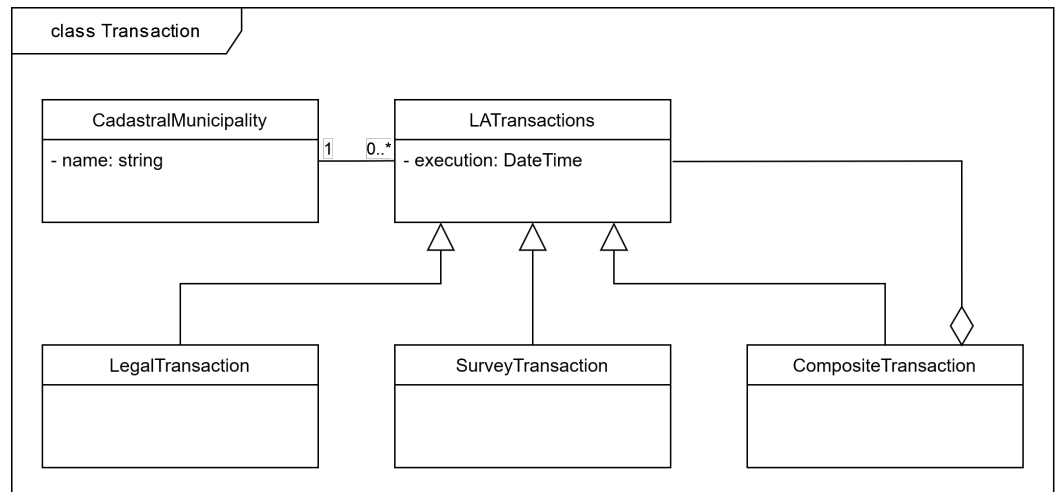 class Transaction
CadastralMunicipality
- name: string
1
0..*
LATransactions
- execution: DateTime
LegalTransaction
SurveyTransaction
CompositeTransaction